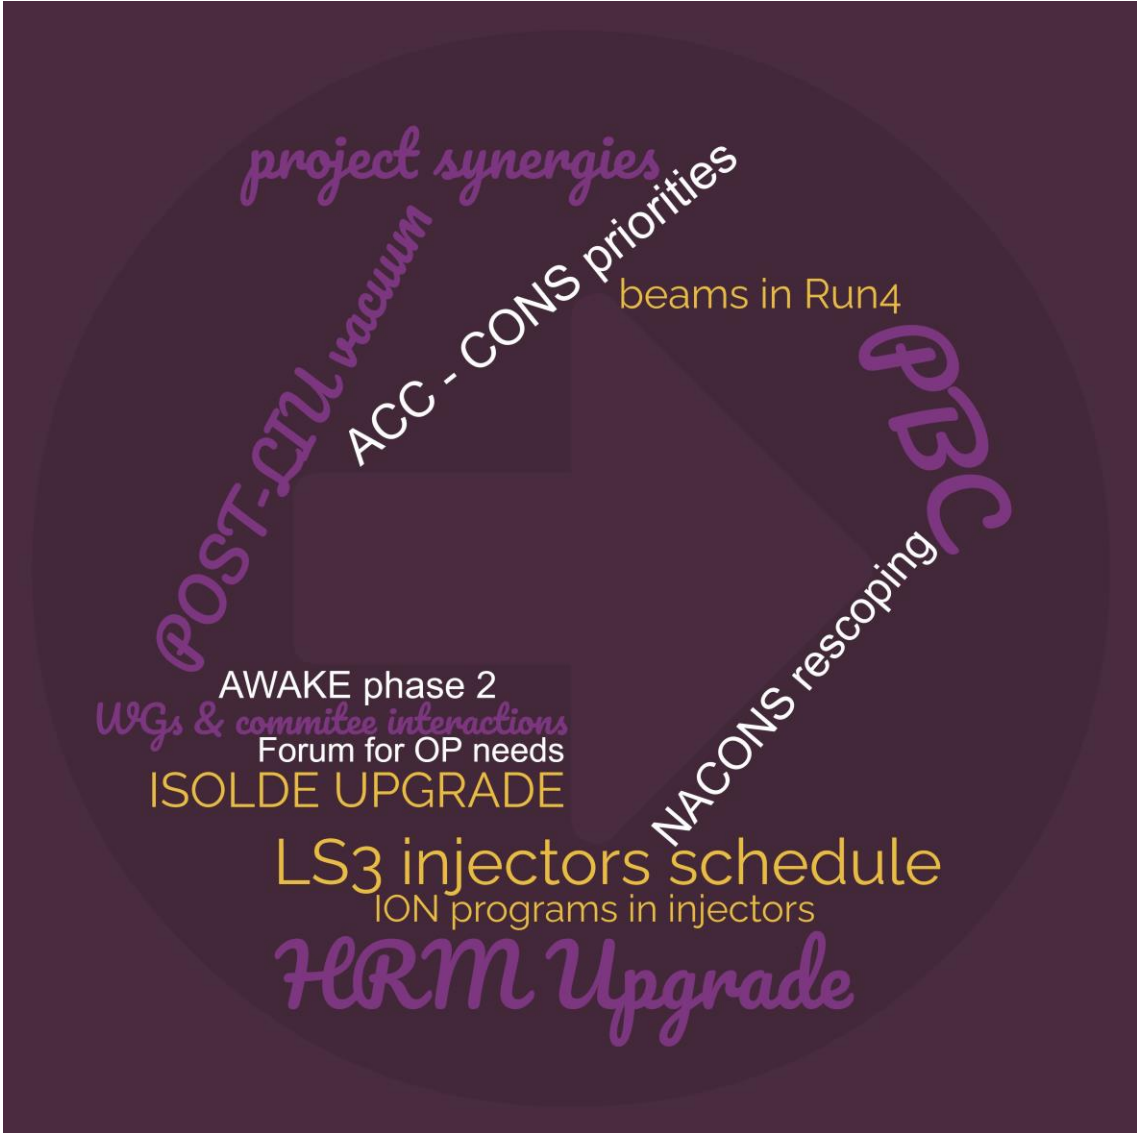 project synergies
ACC - CONS priorities
beams in Run4
POST-LIU vacuum
PBC
NACONS rescoping
AWAKE phase 2
WGs & commitee interactions
Forum for OP needs
ISOLDE UPGRADE
LS3 injectors schedule
ION programs in injectors
HRM Upgrade